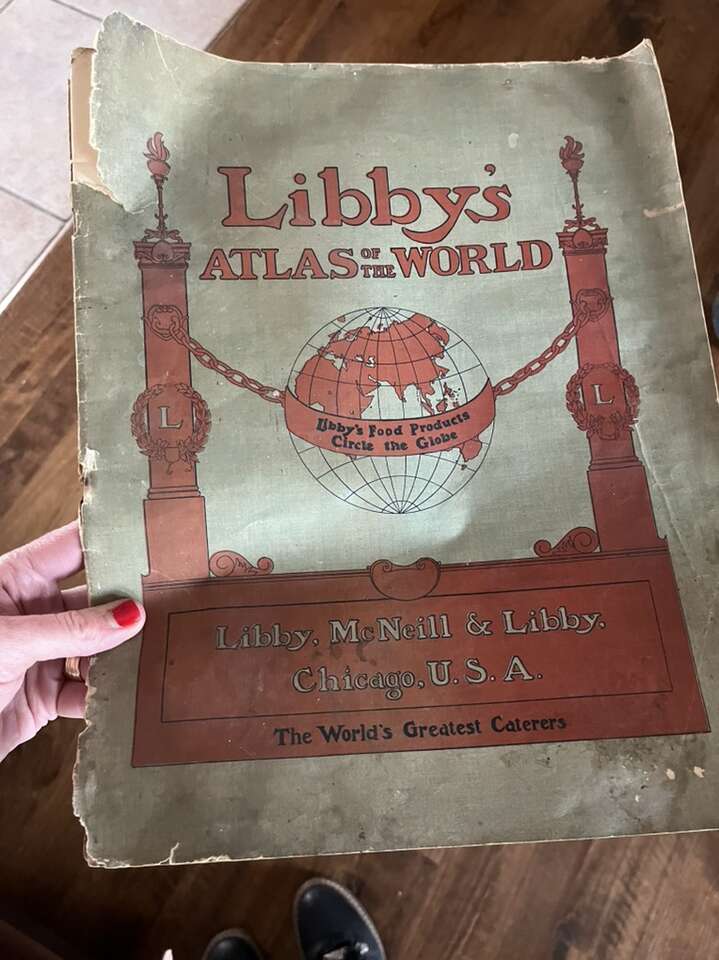 Libby's
ATLAS OF THE WORLD
L
L
Libby's Food Products
Circle the Globe
Libby, McNeill & Libby.
Chicago, U.S.A.
The World's Greatest Caterers